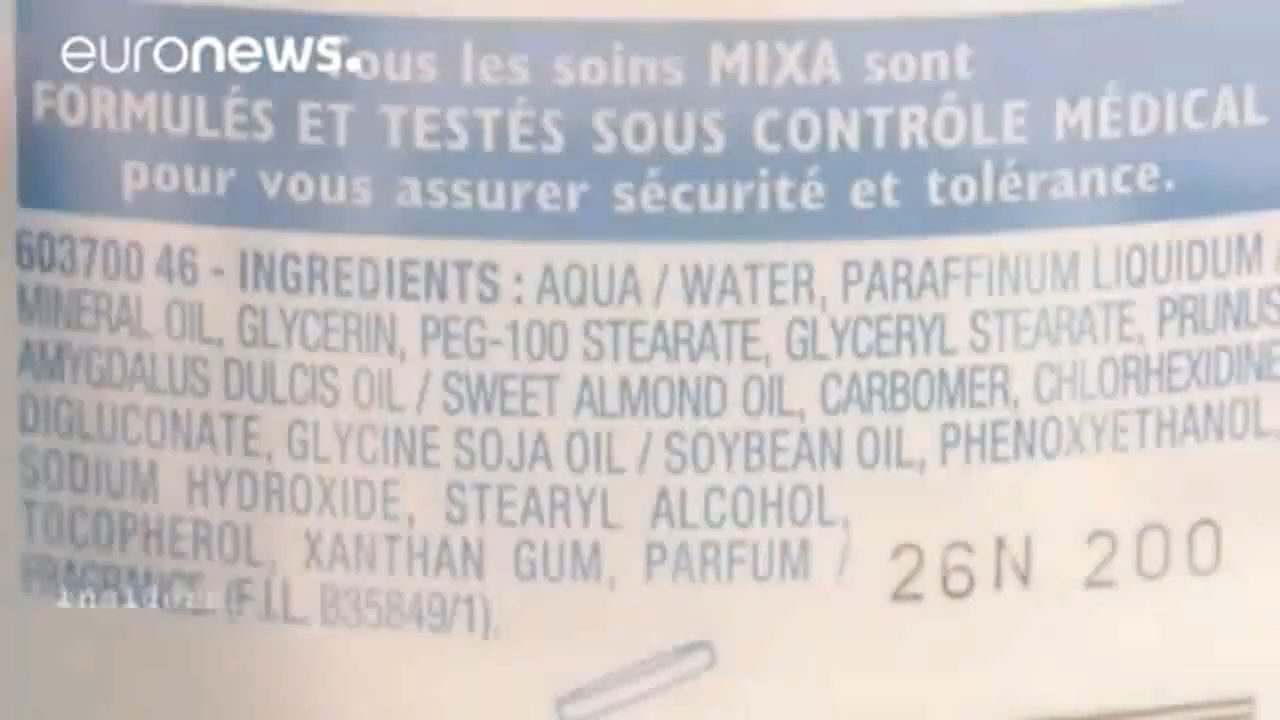 euronews.
Tous les soins MIXA sont
FORMULÉS ET TESTÉS SOUS CONTRÔLE MÉDICAL
pour vous assurer sécurité et tolérance.
603700 46 - INGREDIENTS : AQUA / WATER, PARAFFINUM LIQUIDUM /
MINERAL OIL, GLYCERIN, PEG-100 STEARATE, GLYCERYL STEARATE, PRUNUS
AMYGDALUS DULCIS OIL / SWEET ALMOND OIL, CARBOMER, CHLORHEXIDINE
DIGLUCONATE, GLYCINE SOJA OIL / SOYBEAN OIL, PHENOXYETHANOL,
SODIUM HYDROXIDE, STEARYL ALCOHOL,
TOCOPHEROL, XANTHAN GUM, PARFUM /
FRAGRANCE (F.I.L. B35849/1).
insiders
26N 200